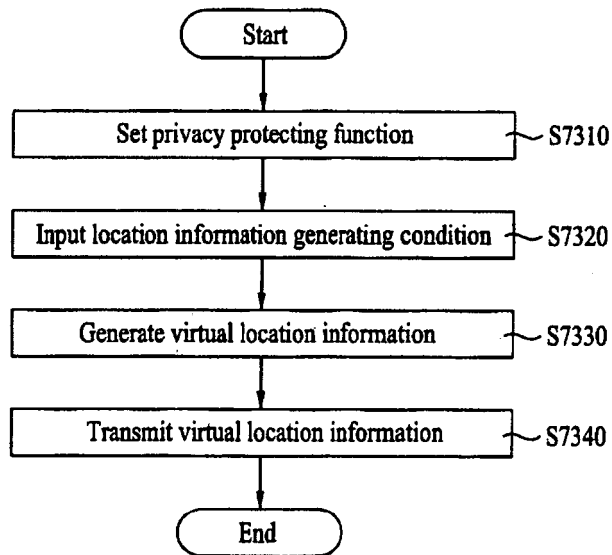 Start
Set privacy protecting function S7310
Input location information generating condition S7320
Generate virtual location information S7330
Transmit virtual location information S7340
End